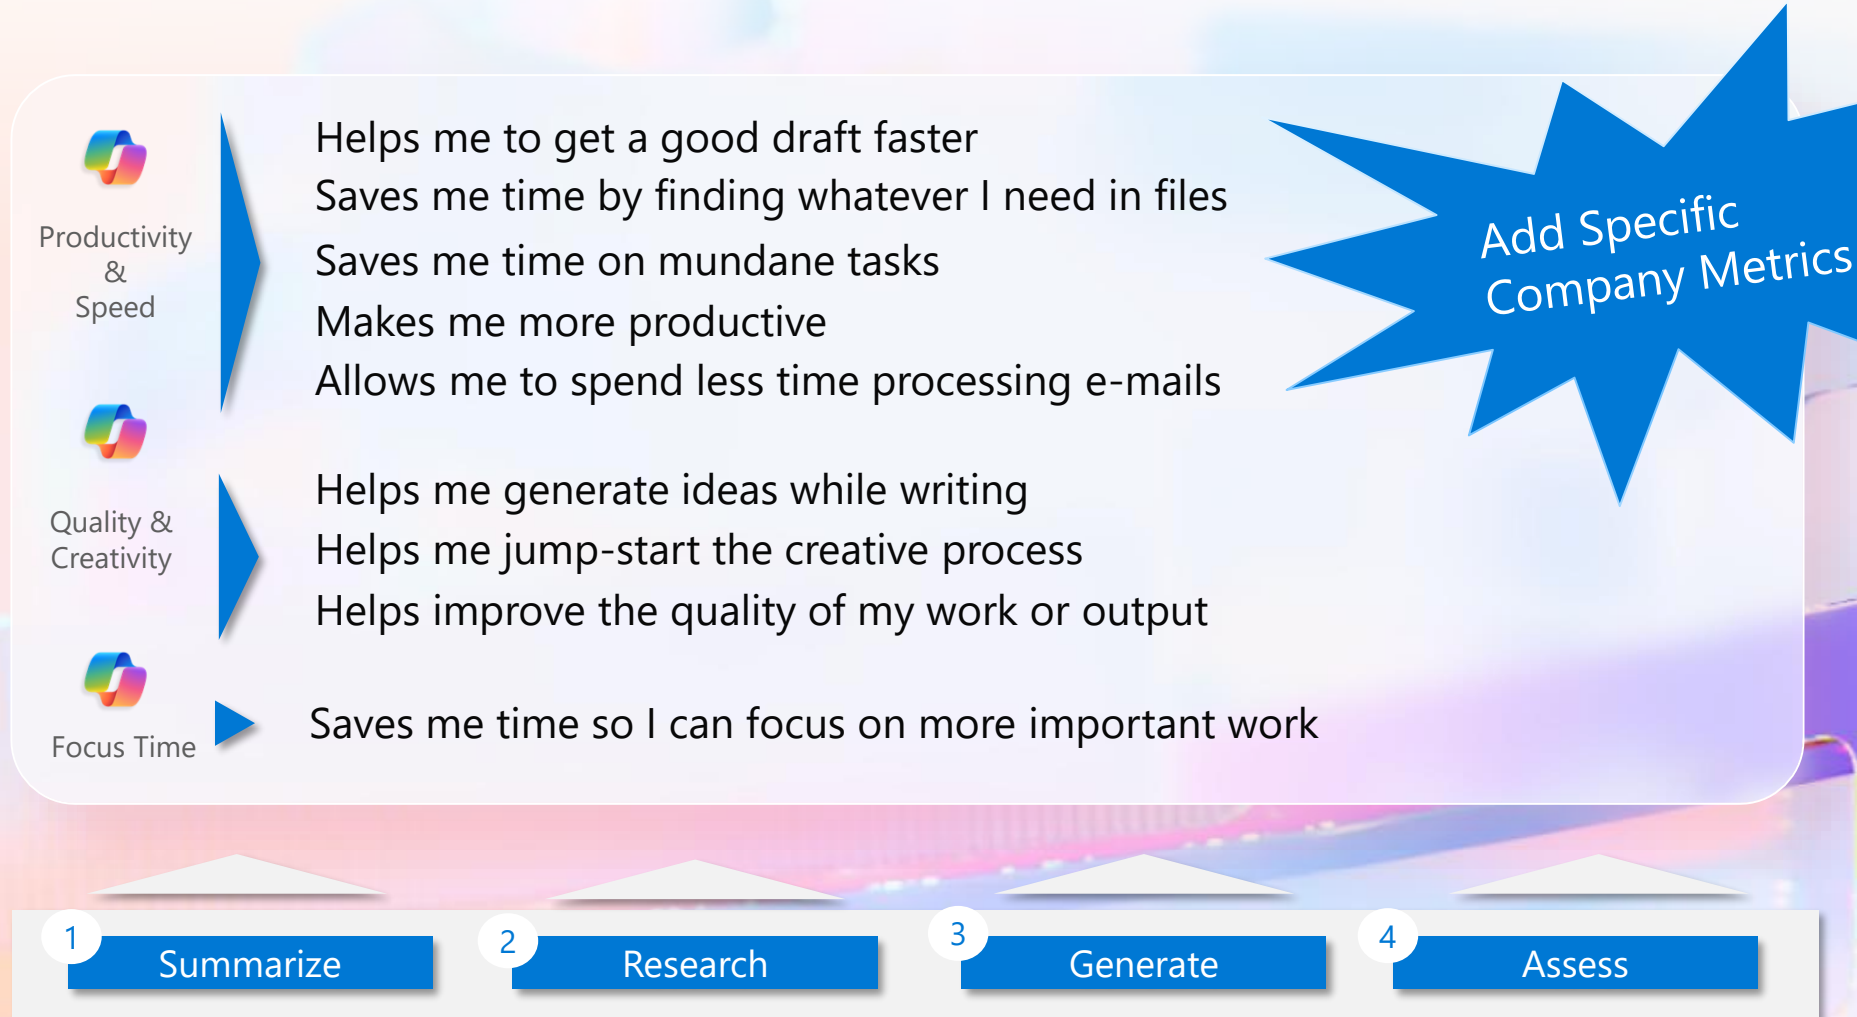 Productivity
&
Speed
Helps me to get a good draft faster
Saves me time by finding whatever I need in files
Saves me time on mundane tasks
Makes me more productive
Allows me to spend less time processing e-mails
Add Specific
Company Metrics
Quality &
Creativity
Helps me generate ideas while writing
Helps me jump-start the creative process
Helps improve the quality of my work or output
Focus Time
Saves me time so I can focus on more important work
1
Summarize
2
Research
3
Generate
4
Assess